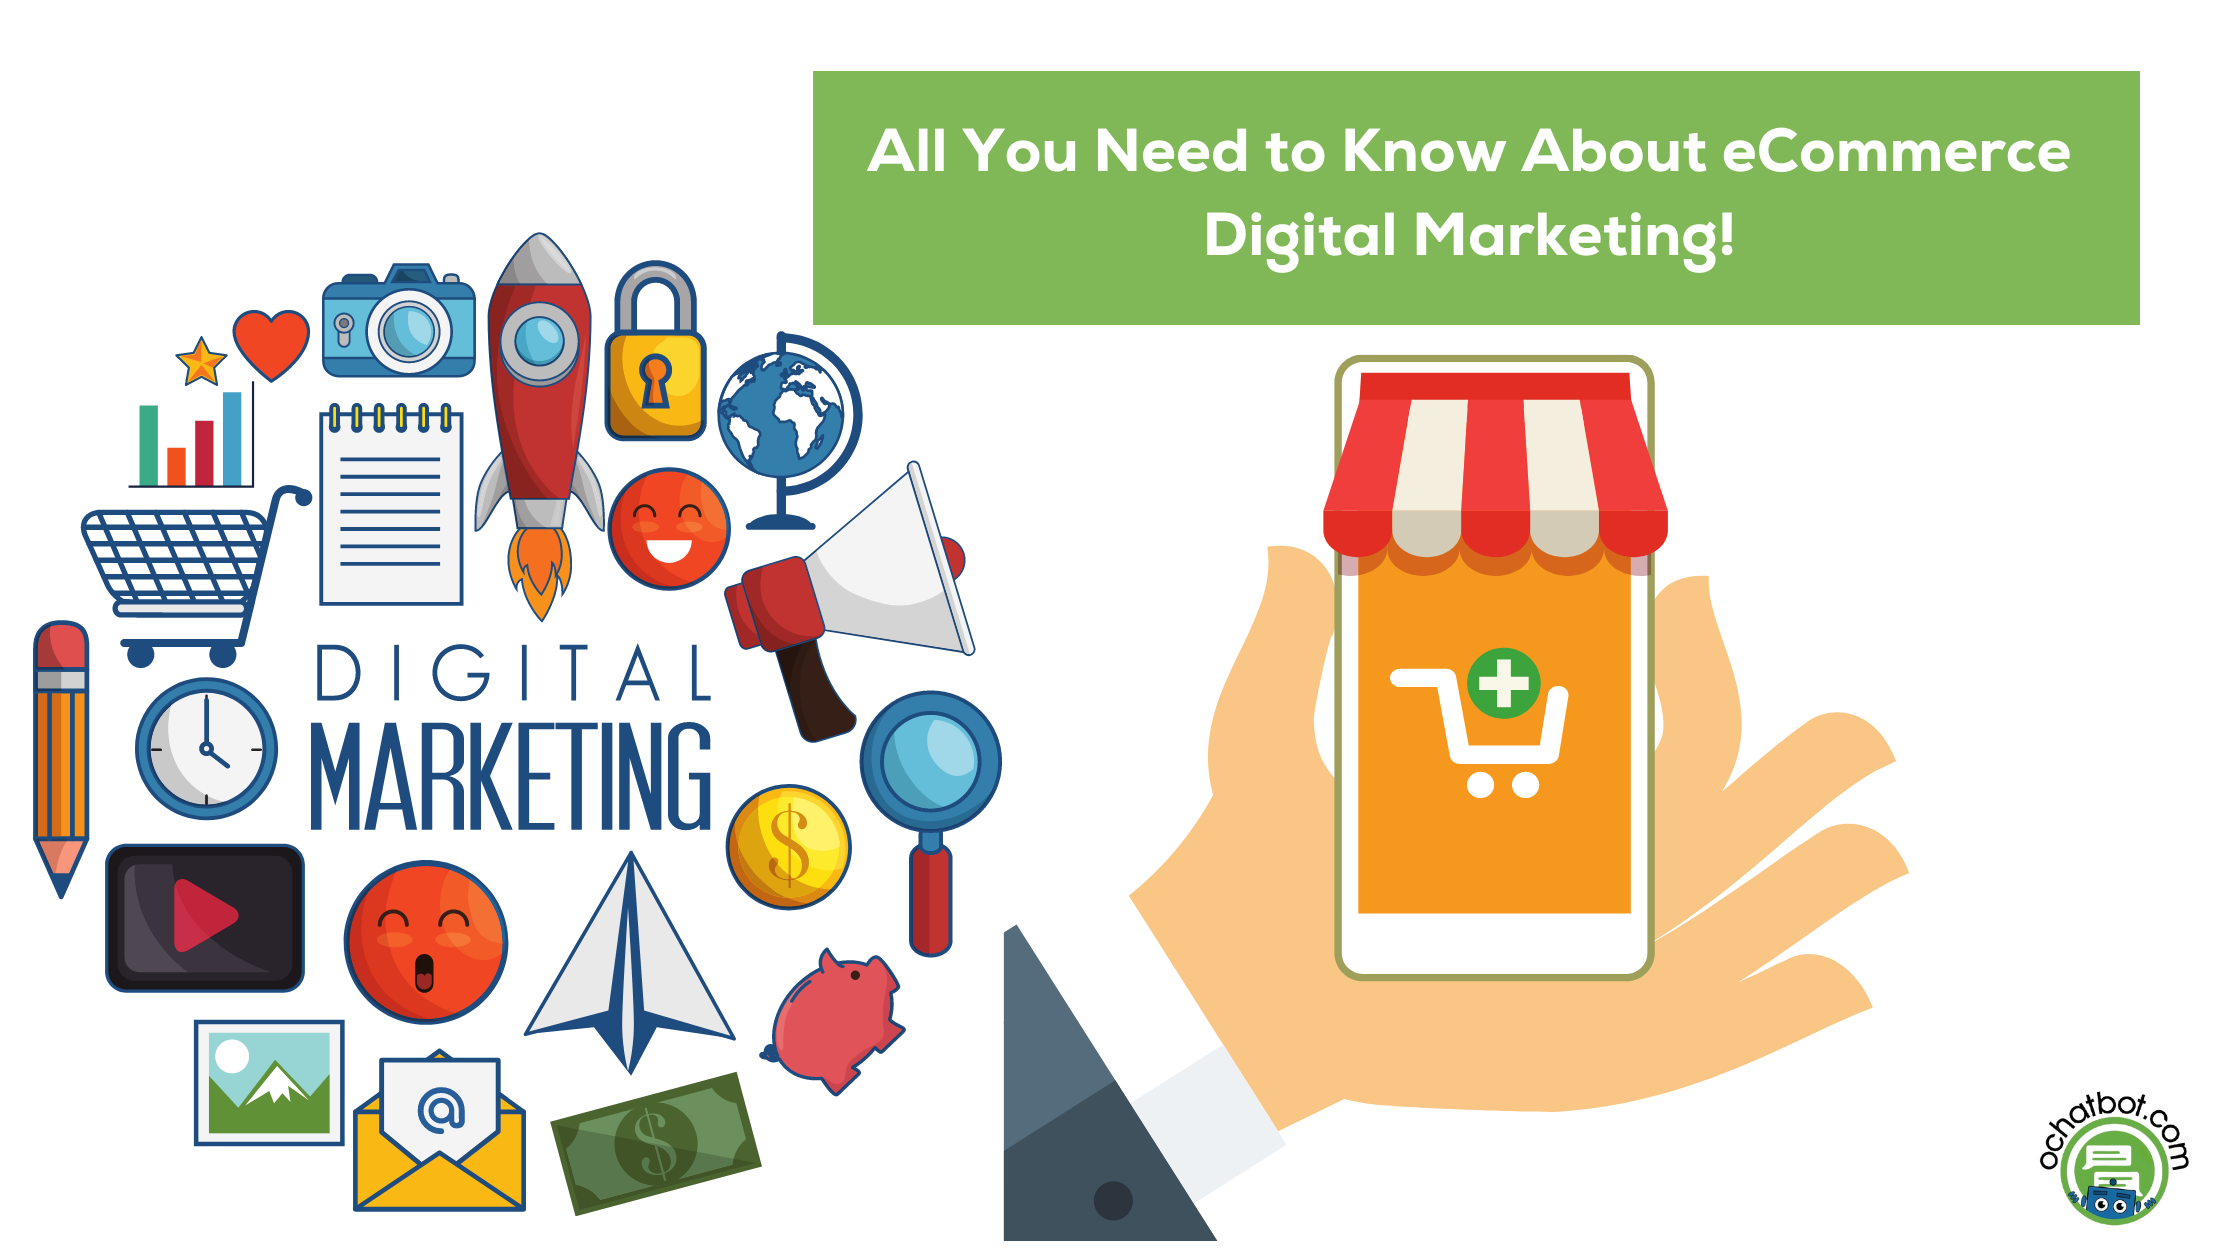 All You Need to Know About eCommerce
Digital Marketing!
DIGITAL
MARKETING
$
@
$
ochatbot.com